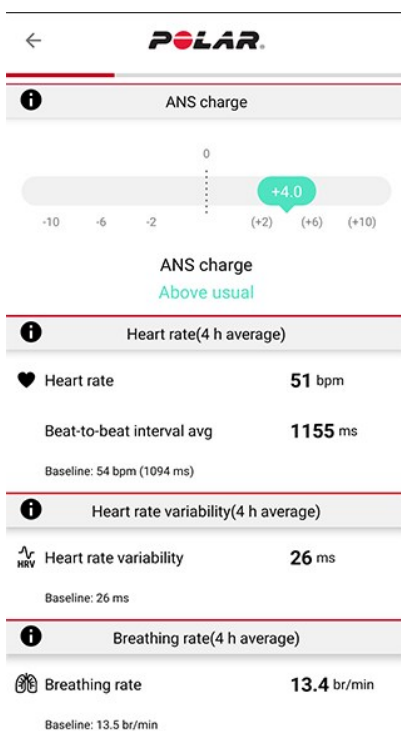 POLAR.
ANS charge
0
+4.0
-10 -6 -2 (+2) (+6) (+10)
ANS charge
Above usual
Heart rate(4 h average)
Heart rate 51 bpm
Beat-to-beat interval avg 1155 ms
Baseline: 54 bpm (1094 ms)
Heart rate variability(4 h average)
HRV Heart rate variability 26 ms
Baseline: 26 ms
Breathing rate(4 h average)
Breathing rate 13.4 br/min
Baseline: 13.5 br/min